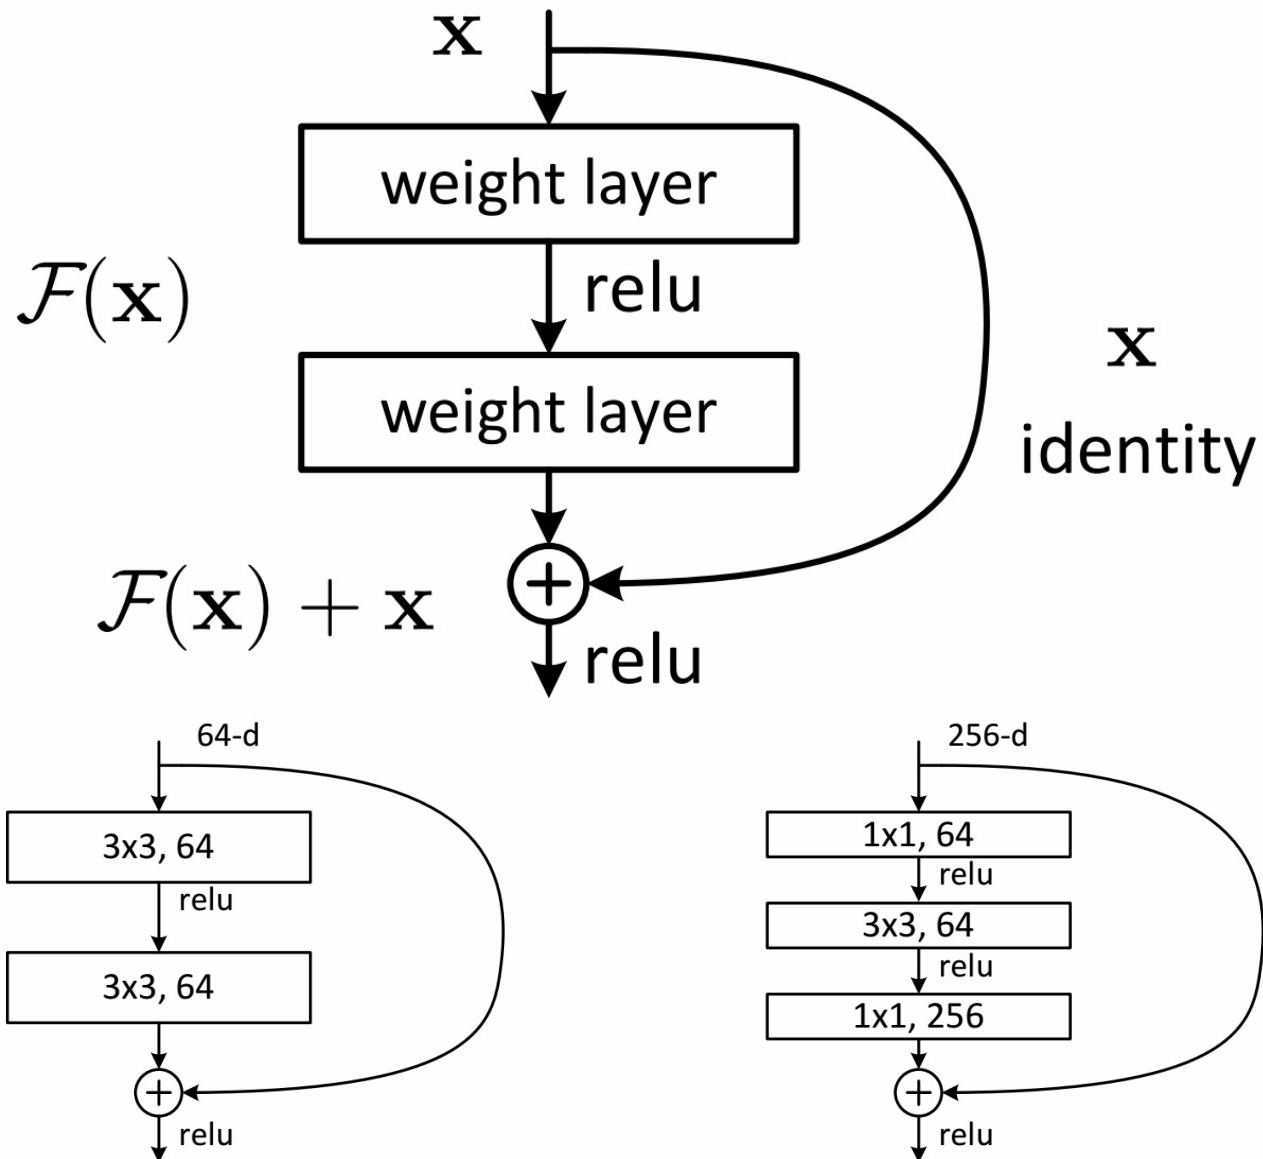 x
weight layer
F(x)
relu
x
weight layer
identity
F(x) + x
+
relu
64-d
3x3, 64
relu
3x3, 64
+
relu
256-d
1x1, 64
relu
3x3, 64
relu
1x1, 256
+
relu